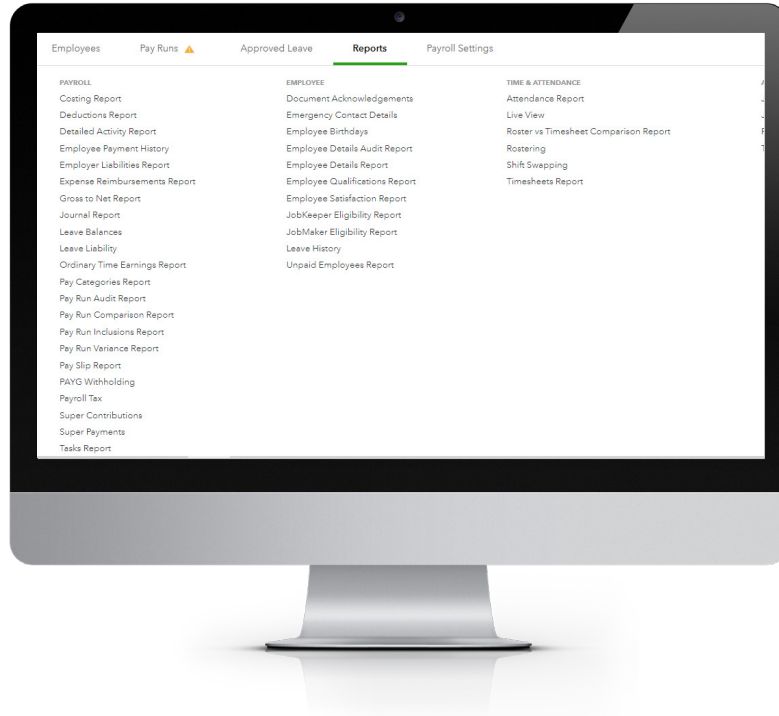 Employees Pay Runs Approved Leave Reports Payroll Settings
PAYROLL
Costing Report
Deductions Report
Detailed Activity Report
Employee Payment History
Employer Liabilities Report
Expense Reimbursements Report
Gross to Net Report
Journal Report
Leave Balances
Leave Liability
Ordinary Time Earnings Report
Pay Categories Report
Pay Run Audit Report
Pay Run Comparison Report
Pay Run Inclusions Report
Pay Run Variance Report
Pay Slip Report
PAYG Withholding
Payroll Tax
Super Contributions
Super Payments
Tasks Report
EMPLOYEE
Document Acknowledgements
Emergency Contact Details
Employee Birthdays
Employee Details Audit Report
Employee Details Report
Employee Qualifications Report
Employee Satisfaction Report
JobKeeper Eligibility Report
JobMaker Eligibility Report
Leave History
Unpaid Employees Report
TIME & ATTENDANCE
Attendance Report
Live View
Roster vs Timesheet Comparison Report
Rostering
Shift Swapping
Timesheets Report